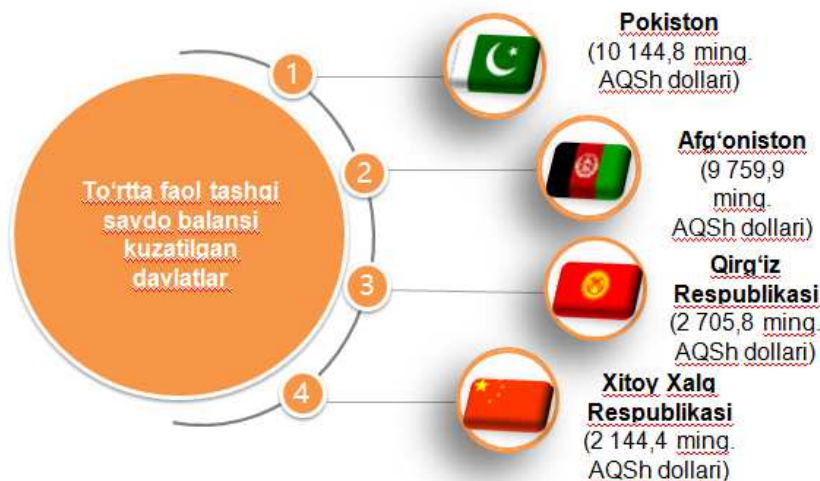 To‘rtta faol tashqi
savdo balansi
kuzatilgan
davlatlar
1
Pokiston
(10 144,8 ming.
AQSh dollari)
2
Afg‘oniston
(9 759,9
ming.
AQSh dollari)
3
Qirg‘iz
Respublikasi
(2 705,8 ming.
AQSh dollari)
4
Xitoy Xalq
Respublikasi
(2 144,4 ming.
AQSh dollari)